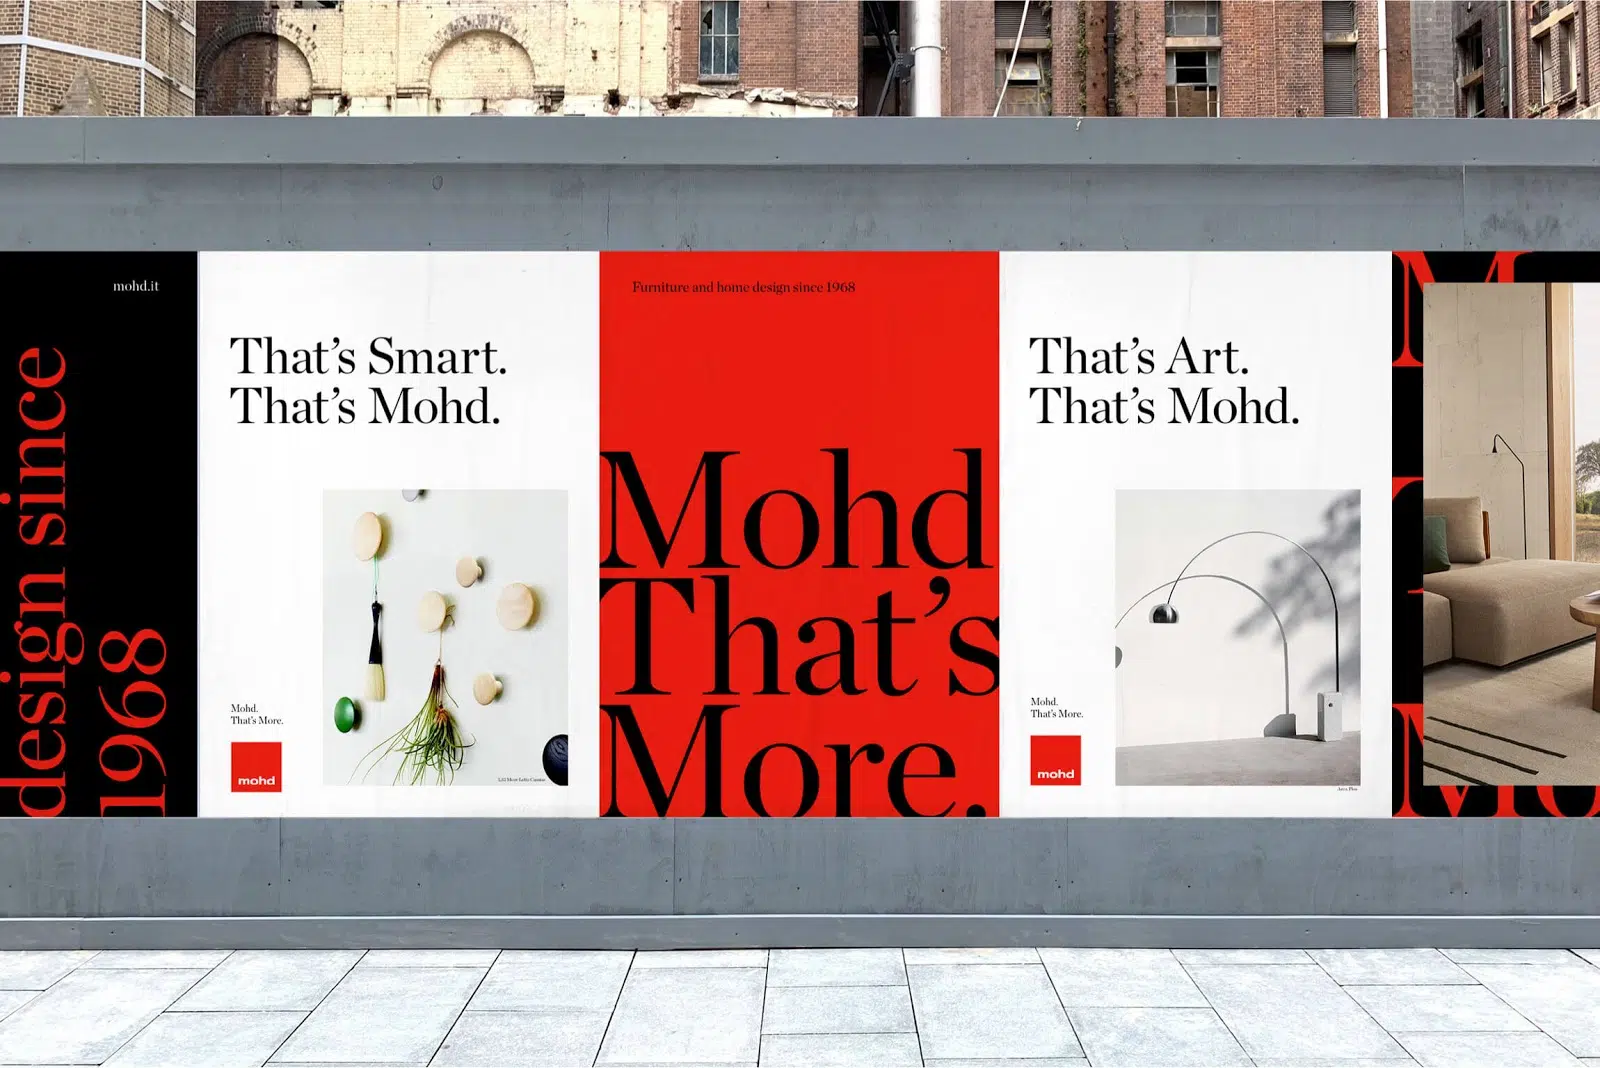 mohd.it
design since
1968
That's Smart.
That's Mohd.
Mohd.
That's More.
mohd
Furniture and home design since 1968
Mohd
That's
More.
That's Art.
That's Mohd.
Mohd.
That's More.
mohd
M
Mo